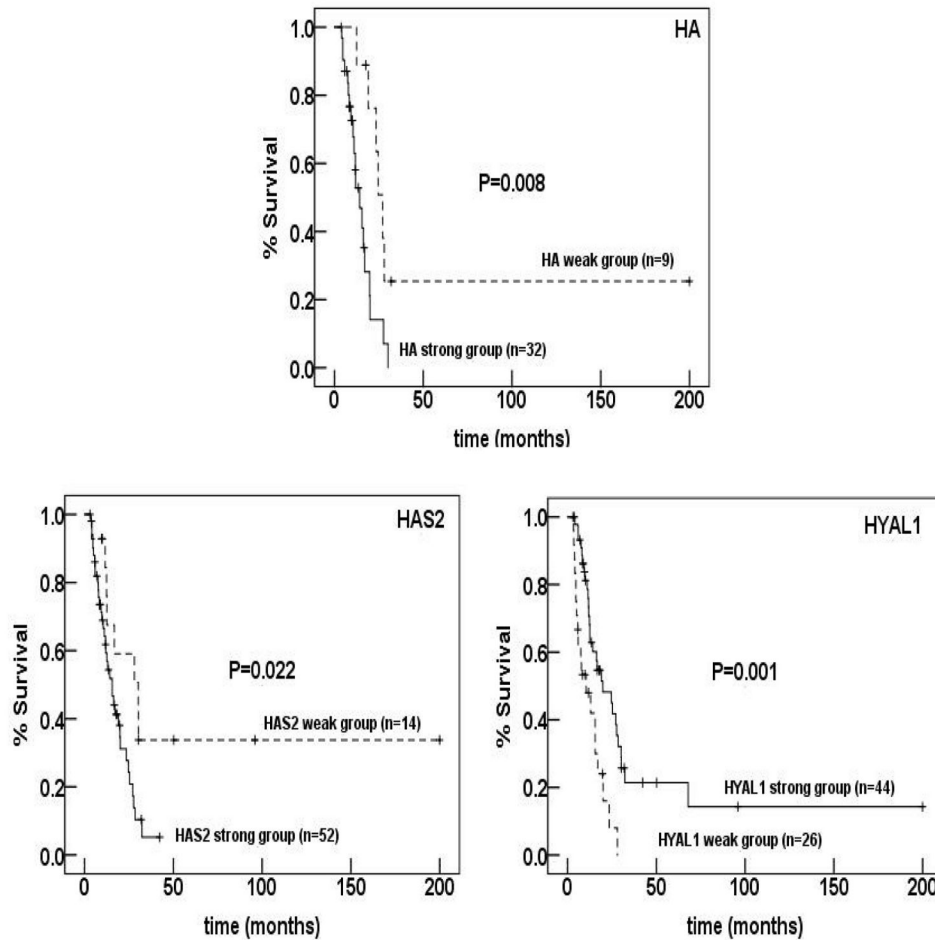 HA
1.0
0.8
0.6
0.4
0.2
0.0
% Survival
P=0.008
HA weak group (n=9)
HA strong group (n=32)
0 50 100 150 200
time (months)
HAS2
1.0
0.8
0.6
0.4
0.2
0.0
% Survival
P=0.022
HAS2 weak group (n=14)
HAS2 strong group (n=52)
0 50 100 150 200
time (months)
HYAL1
1.0
0.8
0.6
0.4
0.2
0.0
% Survival
P=0.001
HYAL1 strong group (n=44)
HYAL1 weak group (n=26)
0 50 100 150 200
time (months)